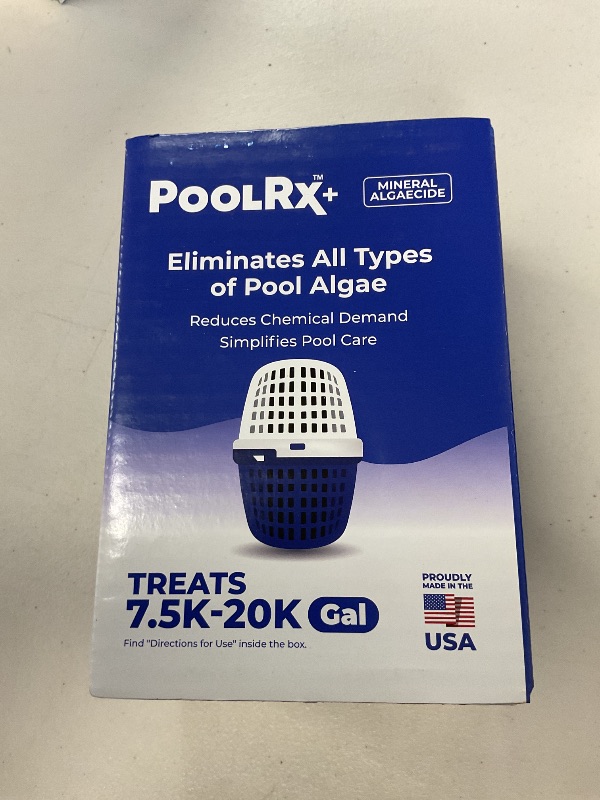 POOLRX™+
MINERAL
ALGAECIDE
Eliminates All Types
of Pool Algae
Reduces Chemical Demand
Simplifies Pool Care
TREATS
7.5K-20K Gal
Find "Directions for Use" inside the box.
PROUDLY
MADE IN THE
USA